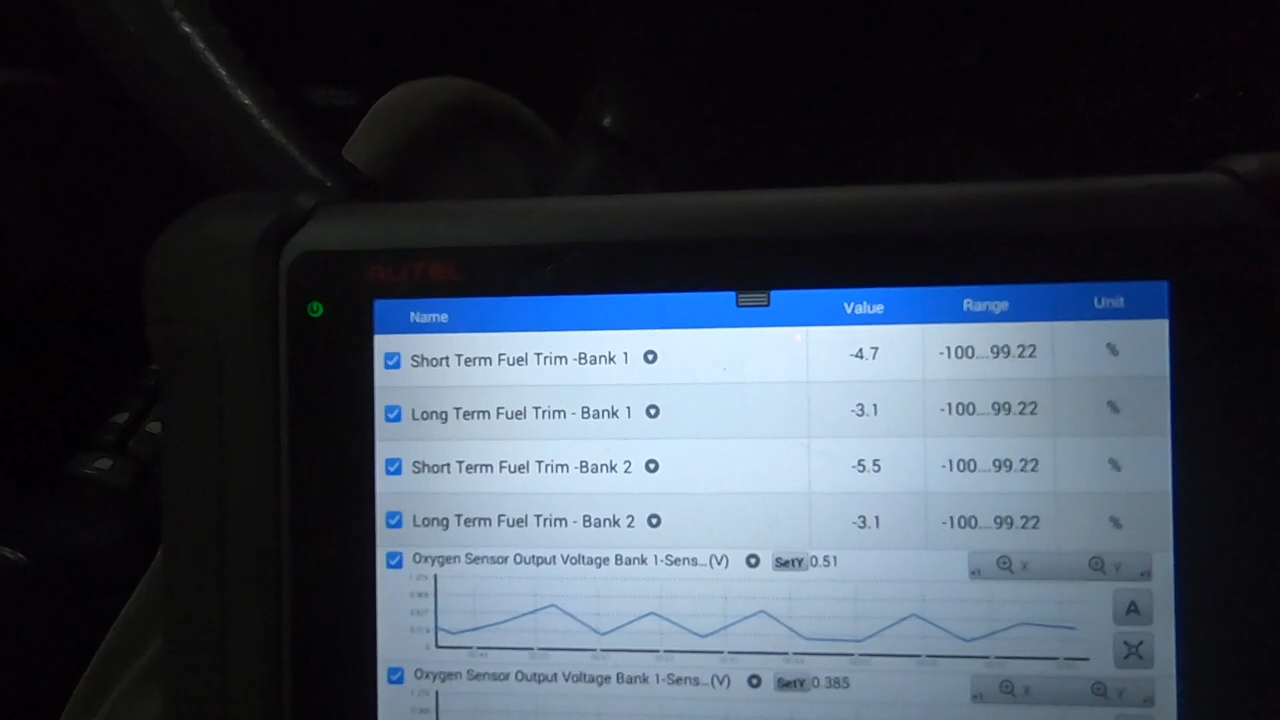 AUTEL
Name Value Range Unit
Short Term Fuel Trim -Bank 1 -4.7 -100...99.22 %
Long Term Fuel Trim - Bank 1 -3.1 -100...99.22 %
Short Term Fuel Trim -Bank 2 -5.5 -100...99.22 %
Long Term Fuel Trim - Bank 2 -3.1 -100...99.22 %
Oxygen Sensor Output Voltage Bank 1-Sens...(V) SetY 0.51 X Y
A
Oxygen Sensor Output Voltage Bank 1-Sens...(V) SetY 0.385 X Y